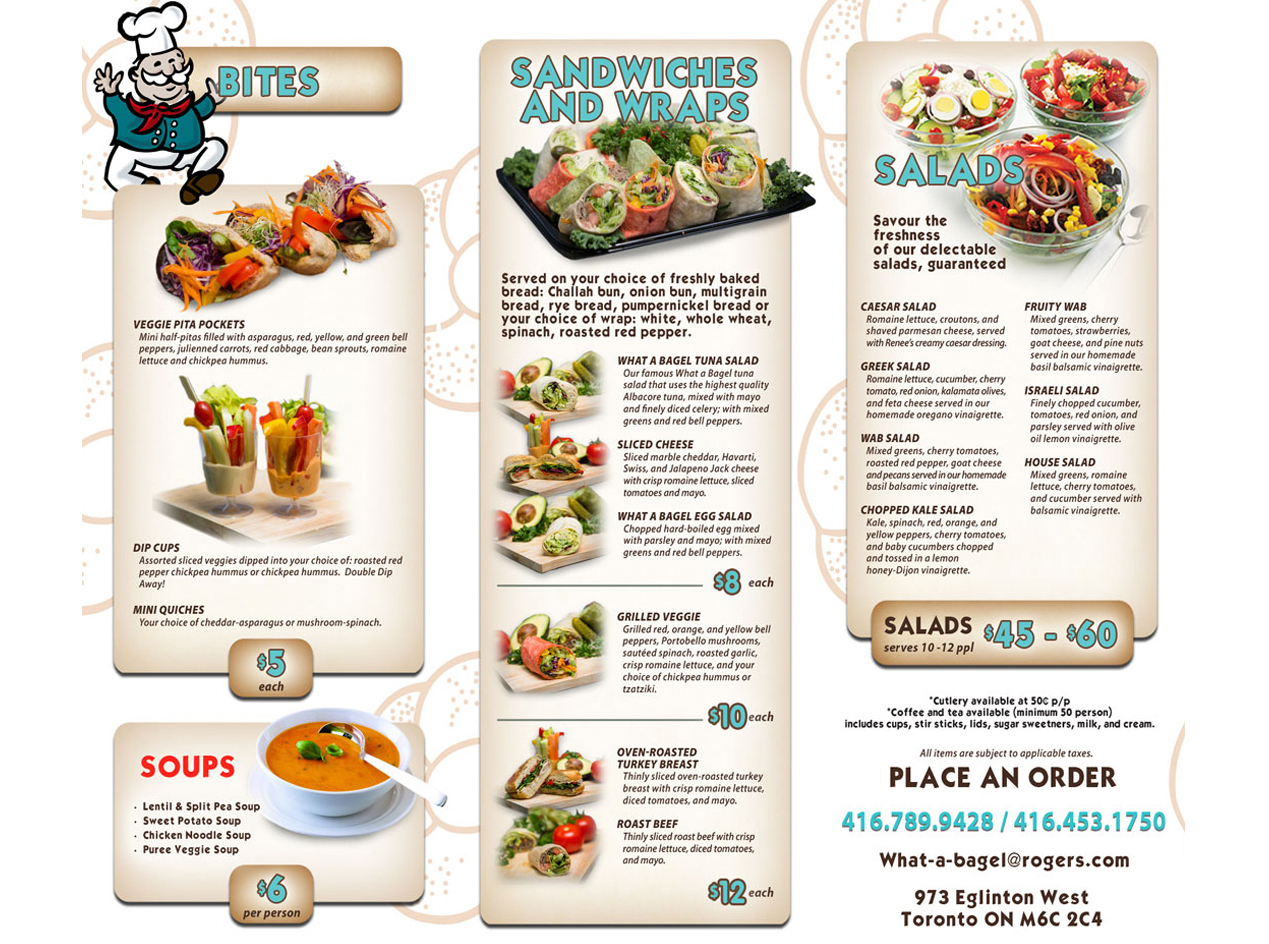 BITES
VEGGIE PITA POCKETS
Mini half-pitas filled with asparagus, red, yellow, and green bell
peppers, julienned carrots, red cabbage, bean sprouts, romaine
lettuce and chickpea hummus.
DIP CUPS
Assorted sliced veggies dipped into your choice of: roasted red
pepper chickpea hummus or chickpea hummus. Double Dip
Away!
MINI QUICHES
Your choice of cheddar-asparagus or mushroom-spinach.
$5
each
SOUPS
· Lentil & Split Pea Soup
· Sweet Potato Soup
· Chicken Noodle Soup
· Puree Veggie Soup
$6
per person
SANDWICHES
AND WRAPS
Served on your choice of freshly baked
bread: Challah bun, onion bun, multigrain
bread, rye bread, pumpernickel bread or
your choice of wrap: white, whole wheat,
spinach, roasted red pepper.
WHAT A BAGEL TUNA SALAD
Our famous What a Bagel tuna
salad that uses the highest quality
Albacore tuna, mixed with mayo
and finely diced celery; with mixed
greens and red bell peppers.
SLICED CHEESE
Sliced marble cheddar, Havarti,
Swiss, and Jalapeno Jack cheese
with crisp romaine lettuce, sliced
tomatoes and mayo.
WHAT A BAGEL EGG SALAD
Chopped hard-boiled egg mixed
with parsley and mayo; with mixed
greens and red bell peppers.
$8 each
GRILLED VEGGIE
Grilled red, orange, and yellow bell
peppers, Portobello mushrooms,
sautéed spinach, roasted garlic,
crisp romaine lettuce, and your
choice of chickpea hummus or
tzatziki.
$10 each
OVEN-ROASTED
TURKEY BREAST
Thinly sliced oven-roasted turkey
breast with crisp romaine lettuce,
diced tomatoes, and mayo.
ROAST BEEF
Thinly sliced roast beef with crisp
romaine lettuce, diced tomatoes,
and mayo.
$12 each
SALADS
Savour the
freshness
of our delectable
salads, guaranteed
CAESAR SALAD
Romaine lettuce, croutons, and
shaved parmesan cheese, served
with Renee's creamy caesar dressing.
GREEK SALAD
Romaine lettuce, cucumber, cherry
tomato, red onion, kalamata olives,
and feta cheese served in our
homemade oregano vinaigrette.
WAB SALAD
Mixed greens, cherry tomatoes,
roasted red pepper, goat cheese
and pecans served in our homemade
basil balsamic vinaigrette.
CHOPPED KALE SALAD
Kale, spinach, red, orange, and
yellow peppers, cherry tomatoes,
and baby cucumbers chopped
and tossed in a lemon
honey-Dijon vinaigrette.
FRUITY WAB
Mixed greens, cherry
tomatoes, strawberries,
goat cheese, and pine nuts
served in our homemade
basil balsamic vinaigrette.
ISRAELI SALAD
Finely chopped cucumber,
tomatoes, red onion, and
parsley served with olive
oil lemon vinaigrette.
HOUSE SALAD
Mixed greens, romaine
lettuce, cherry tomatoes,
and cucumber served with
balsamic vinaigrette.
SALADS $45 - $60
serves 10 -12 ppl
*Cutlery available at 50¢ p/p
*Coffee and tea available (minimum 50 person)
includes cups, stir sticks, lids, sugar sweetners, milk, and cream.
All items are subject to applicable taxes.
PLACE AN ORDER
416.789.9428 / 416.453.1750
What-a-bagel@rogers.com
973 Eglinton West
Toronto ON M6C 2C4